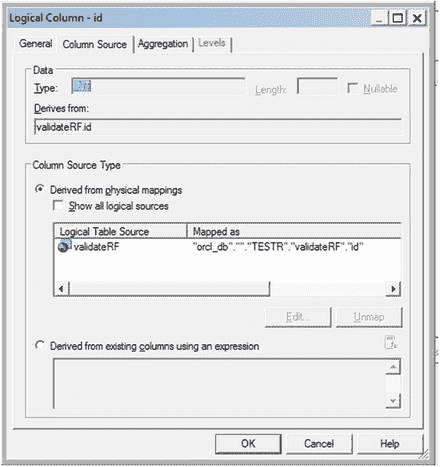 Logical Column - id
General Column Source Aggregation Levels
Data
Type: Length: Nullable
Derives from:
validateRF.id
Column Source Type
Derived from physical mappings
Show all logical sources
Logical Table Source Mapped as
validateRF "orcl_db"."".​"TESTR"."validateRF"."id"
Edit... Unmap
Derived from existing columns using an expression
OK Cancel Help